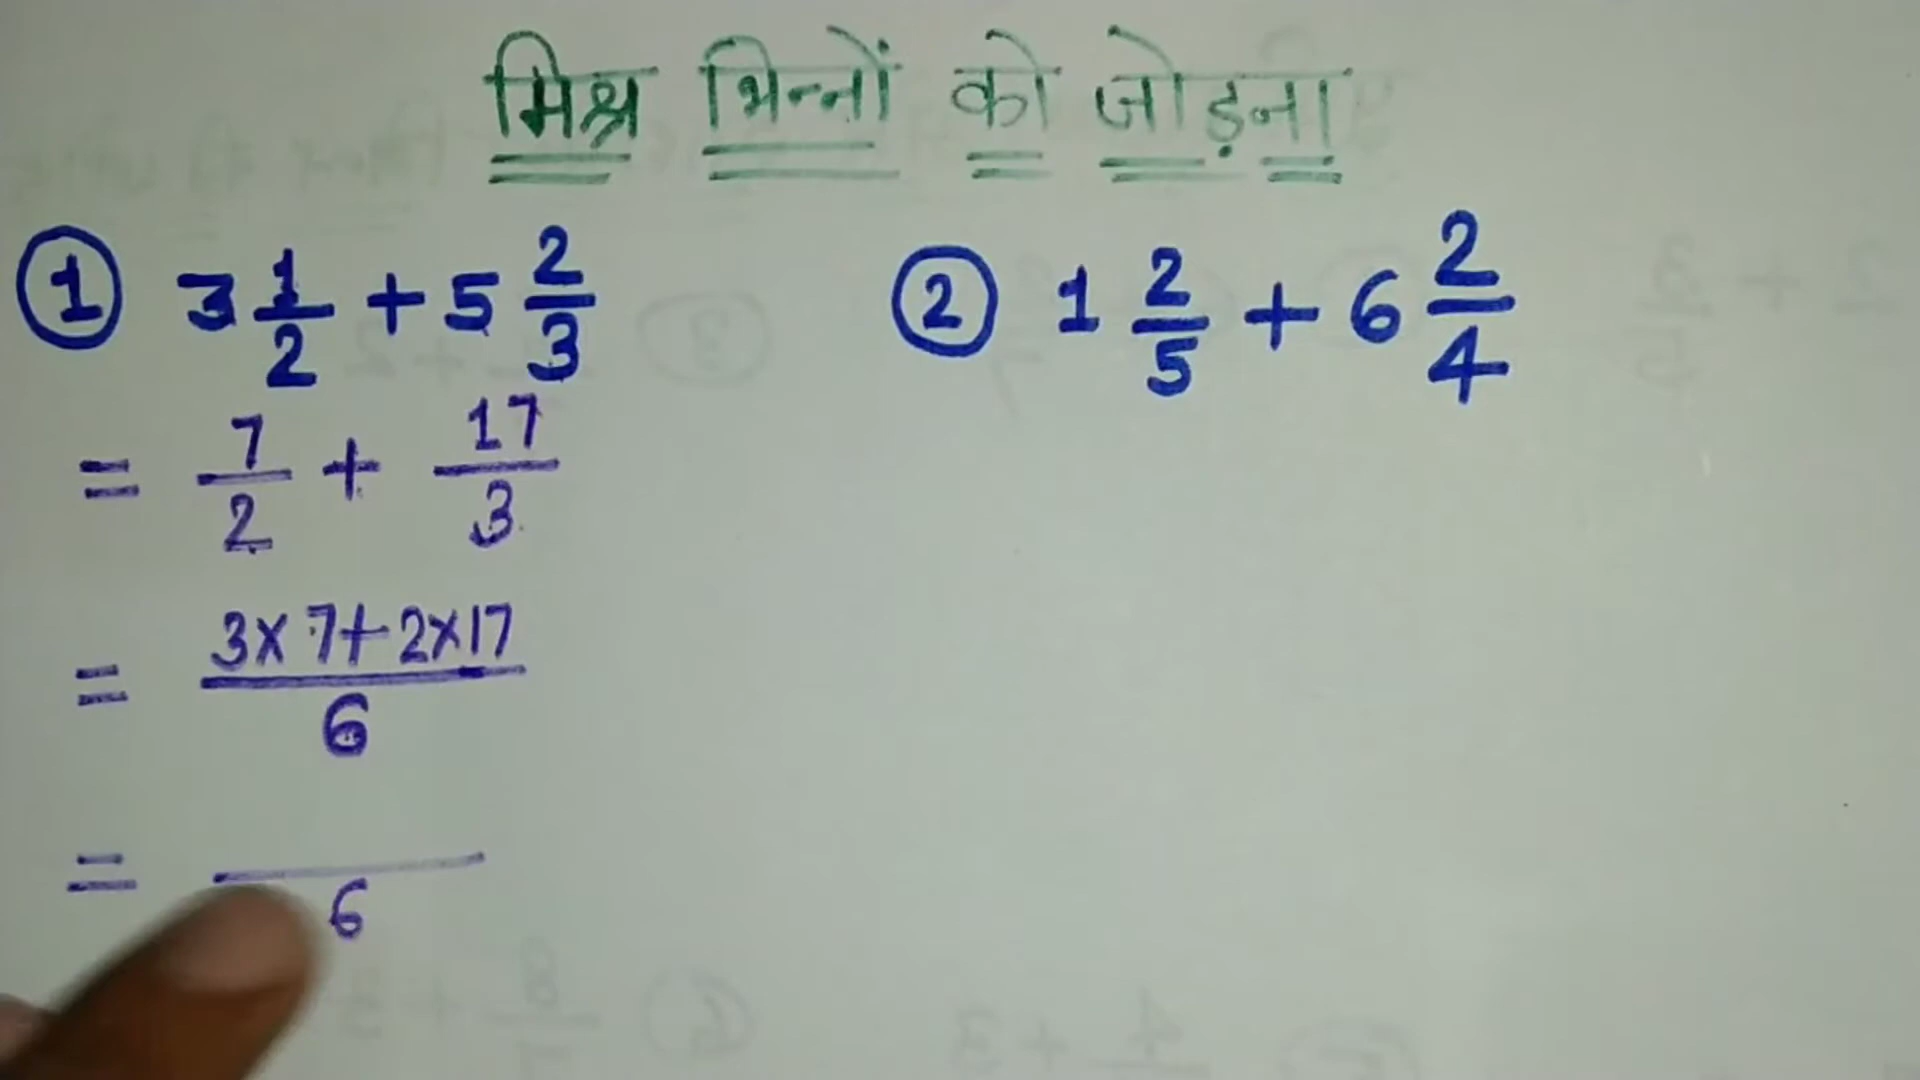 मिश्र भिन्नों को जोड़ना
① 3 1/2 + 5 2/3
= 7/2 + 17/3
= 3×7+2×17/6
= /6
② 1 2/5 + 6 2/4